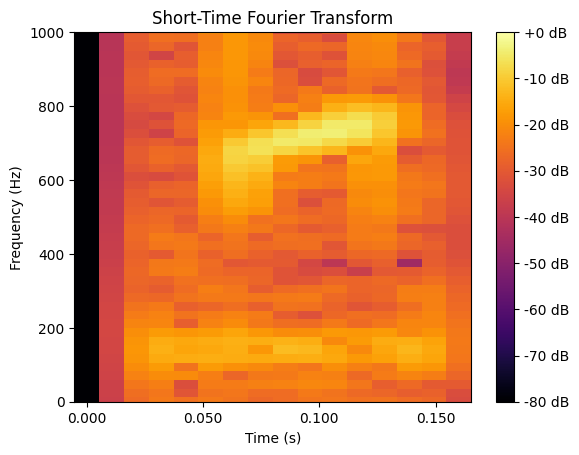 Short-Time Fourier Transform
1000
800
600
400
200
0
Frequency (Hz)
0.000
0.050
0.100
0.150
Time (s)
+0 dB
-10 dB
-20 dB
-30 dB
-40 dB
-50 dB
-60 dB
-70 dB
-80 dB